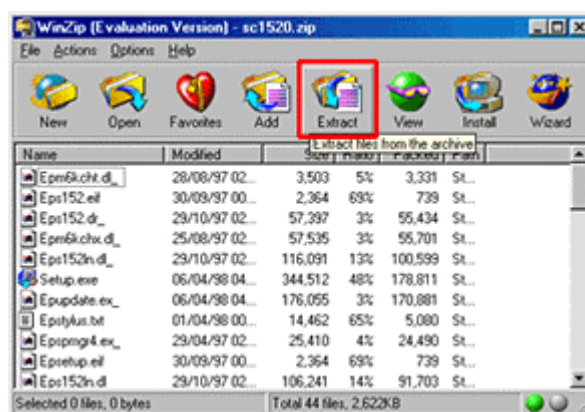 WinZip (Evaluation Version) - sc1520.zip
File Actions Options Help
New Open Favorites Add Extract View Install Wizard
Extract files from the archive
Name Modified Size Ratio Packed Path
Epm6kcht.dl_ 28/08/97 02... 3,503 5% 3,331 St...
Eps152.eif 30/09/97 00... 2,364 69% 739 St...
Eps152.dr_ 29/10/97 02... 57,397 3% 55,434 St...
Epm6kchx.dl_ 25/08/97 02... 57,535 3% 55,701 St...
Eps152ln.dl_ 29/10/97 02... 116,091 13% 100,599 St...
Setup.exe 06/04/98 04... 344,512 48% 178,811 St...
Epupdate.ex_ 06/04/98 04... 176,055 3% 170,881 St...
Epstylus.txt 01/04/98 00... 14,462 65% 5,080 St...
Epspmgr4.ex_ 29/04/97 02... 25,410 4% 24,490 St...
Epsetup.eif 30/09/97 00... 2,364 69% 739 St...
Eps152ln.d 29/10/97 02... 106,241 14% 91,703 St...
Selected 0 files, 0 bytes Total 44 files, 2,622KB